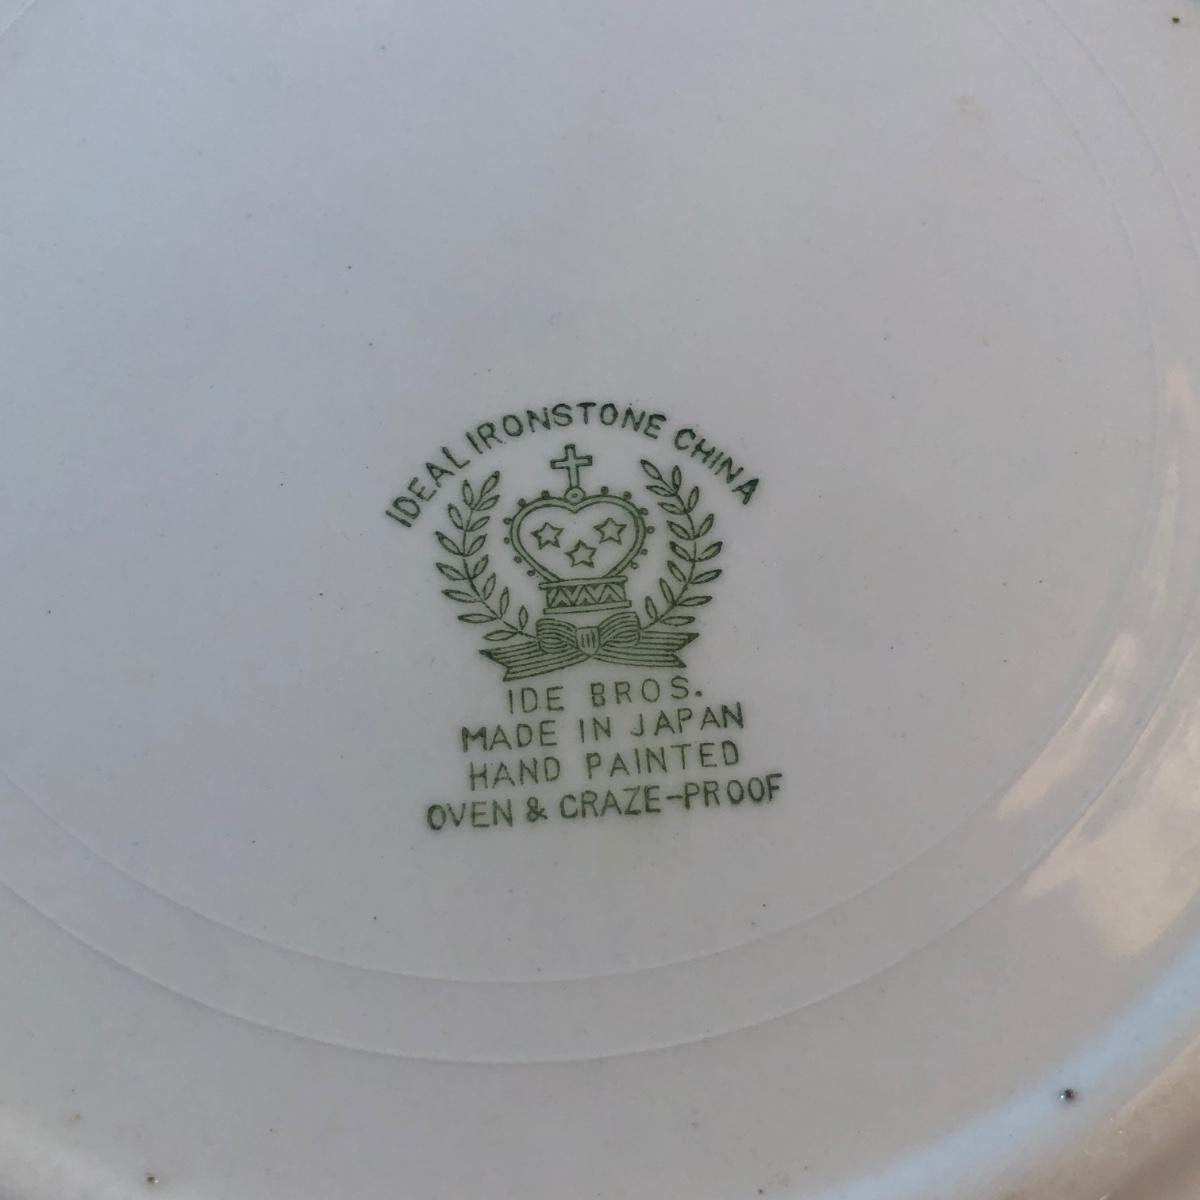 IDEAL IRONSTONE CHINA
IDE BROS.
MADE IN JAPAN
HAND PAINTED
OVEN & CRAZE-PROOF